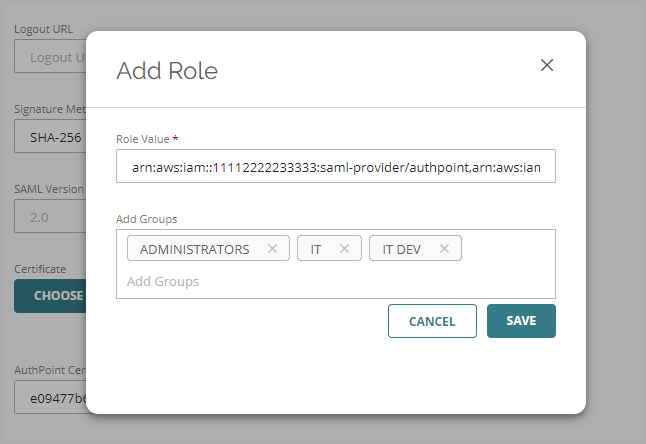 Logout URL
Logout U
Add Role
Signature Met
SHA-256
Role Value *
arn:aws:iam::11112222233333:saml-provider/authpoint,arn:aws:iam
SAML Version
2.0
Add Groups
ADMINISTRATORS
IT
IT DEV
Add Groups
Certificate
CHOOSE
CANCEL
SAVE
AuthPoint Cer
e09477b6